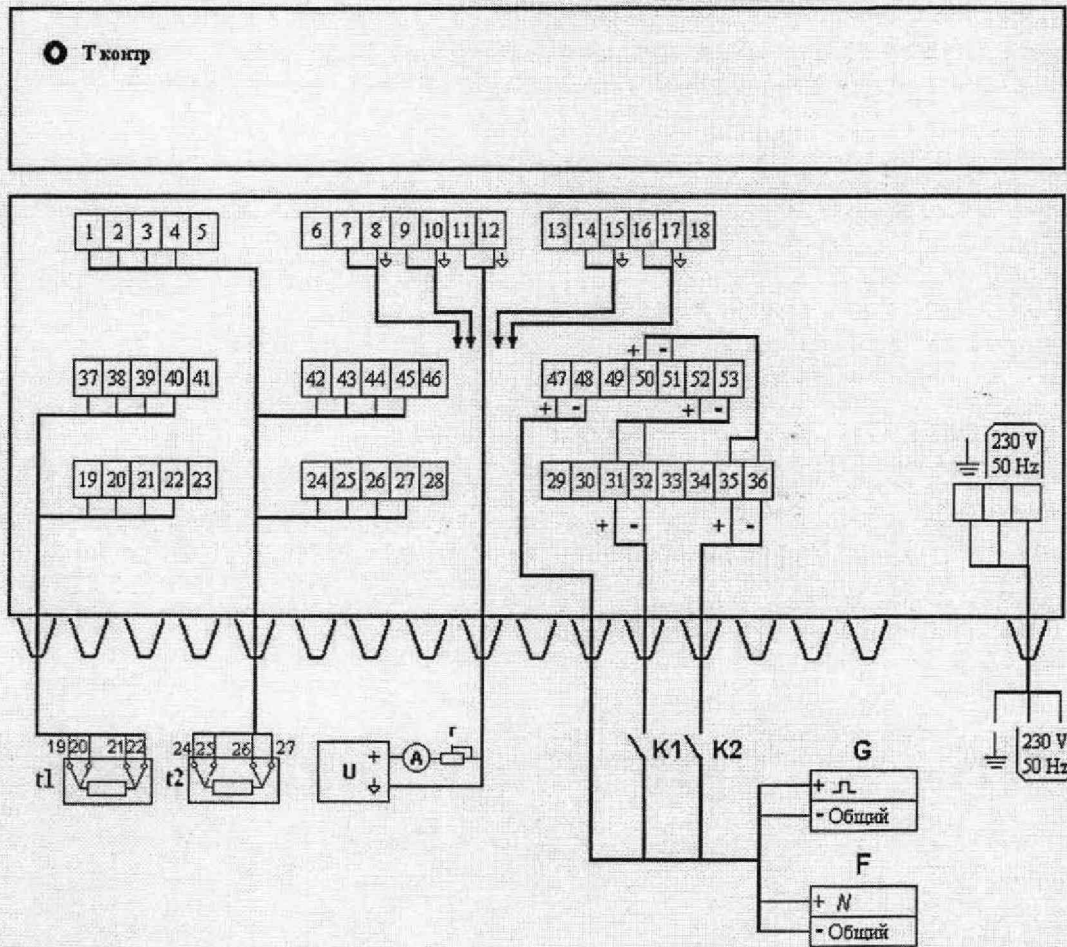 Т контр
1 2 3 4 5
6 7 8 9 10 11 12
13 14 15 16 17 18
+ -
37 38 39 40 41
42 43 44 45 46
47 48 49 50 51 52 53
+ - + -
230 V
50 Hz
19 20 21 22 23
24 25 26 27 28
29 30 31 32 33 34 35 36
+ - + -
r
19 20 21 22
24 25 26 27
t1
t2
U
+
A
K1
K2
G
+
- Общий
230 V
50 Hz
F
+ N
- Общий